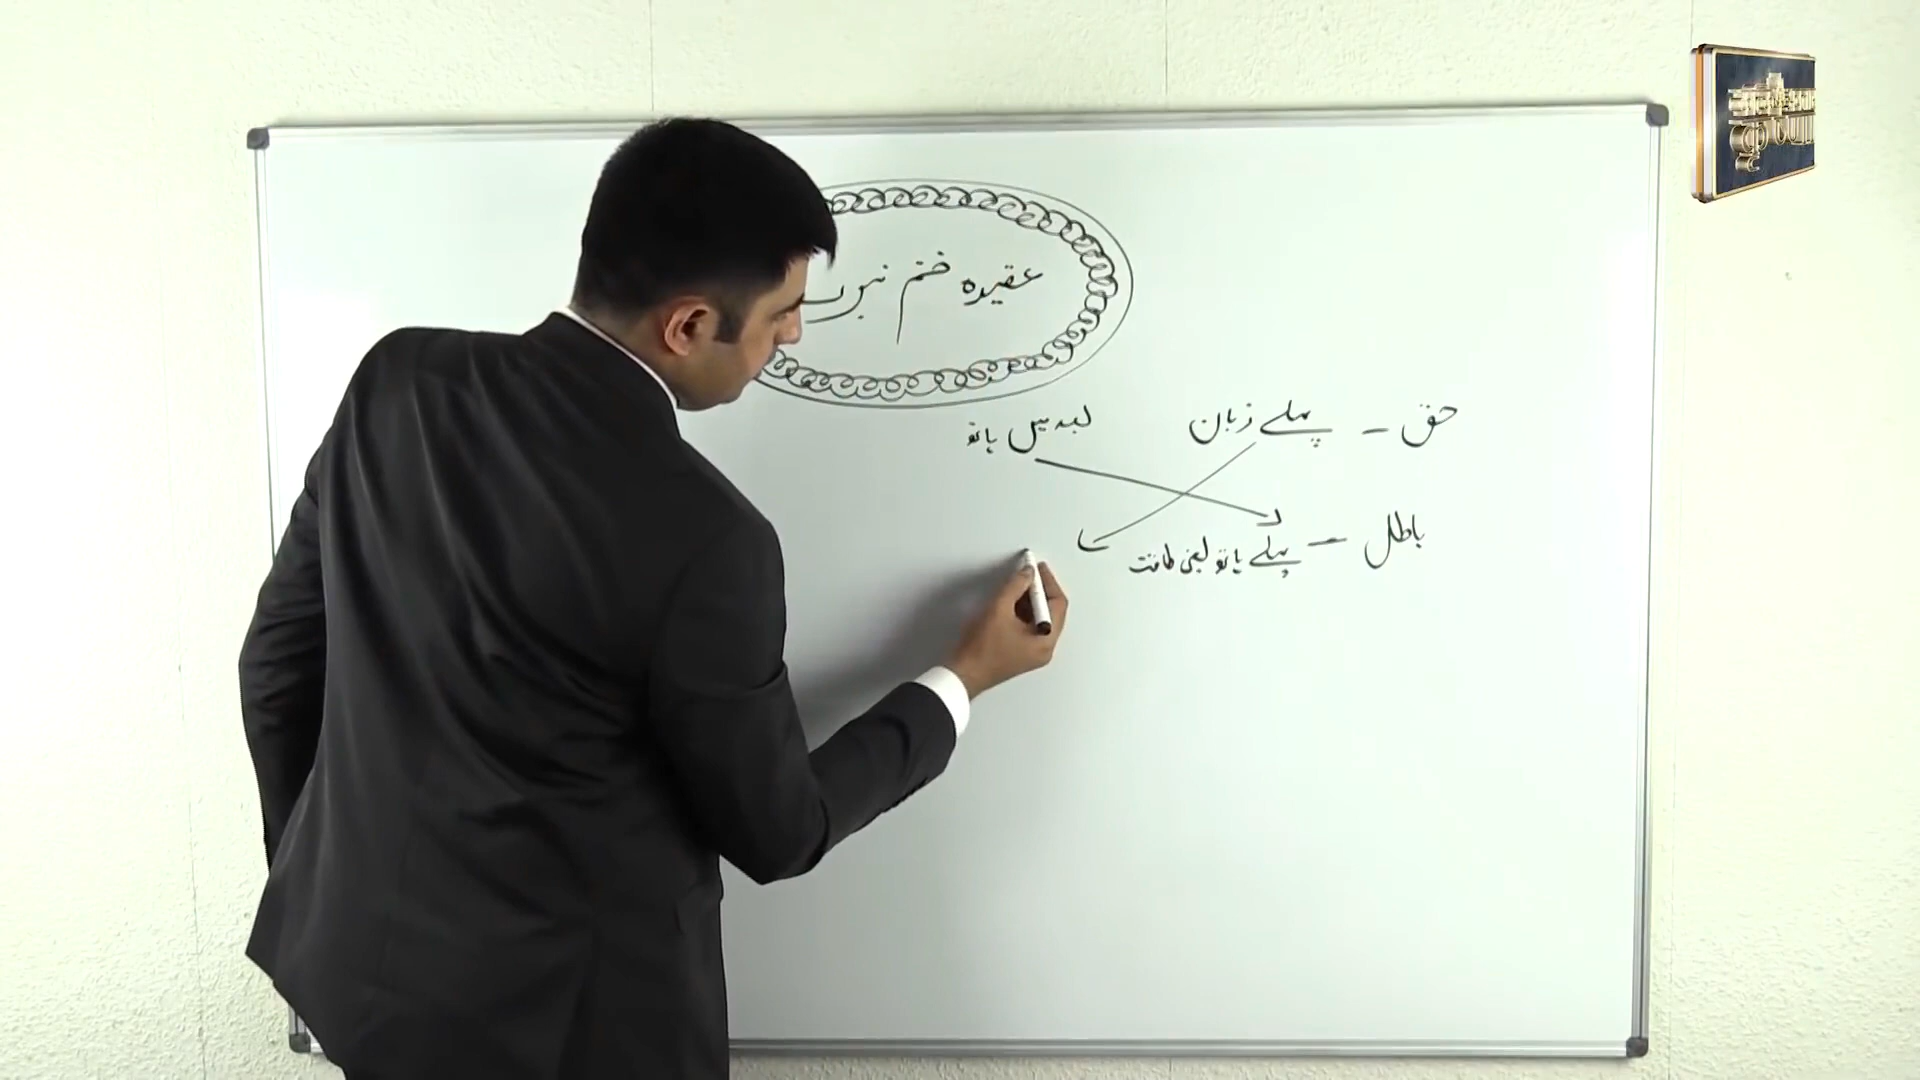 عقیدہ ختم نبوت
حق – پہلے زبان بعد میں ہاتھ
باطل – پہلے ہاتھ یعنی طاقت